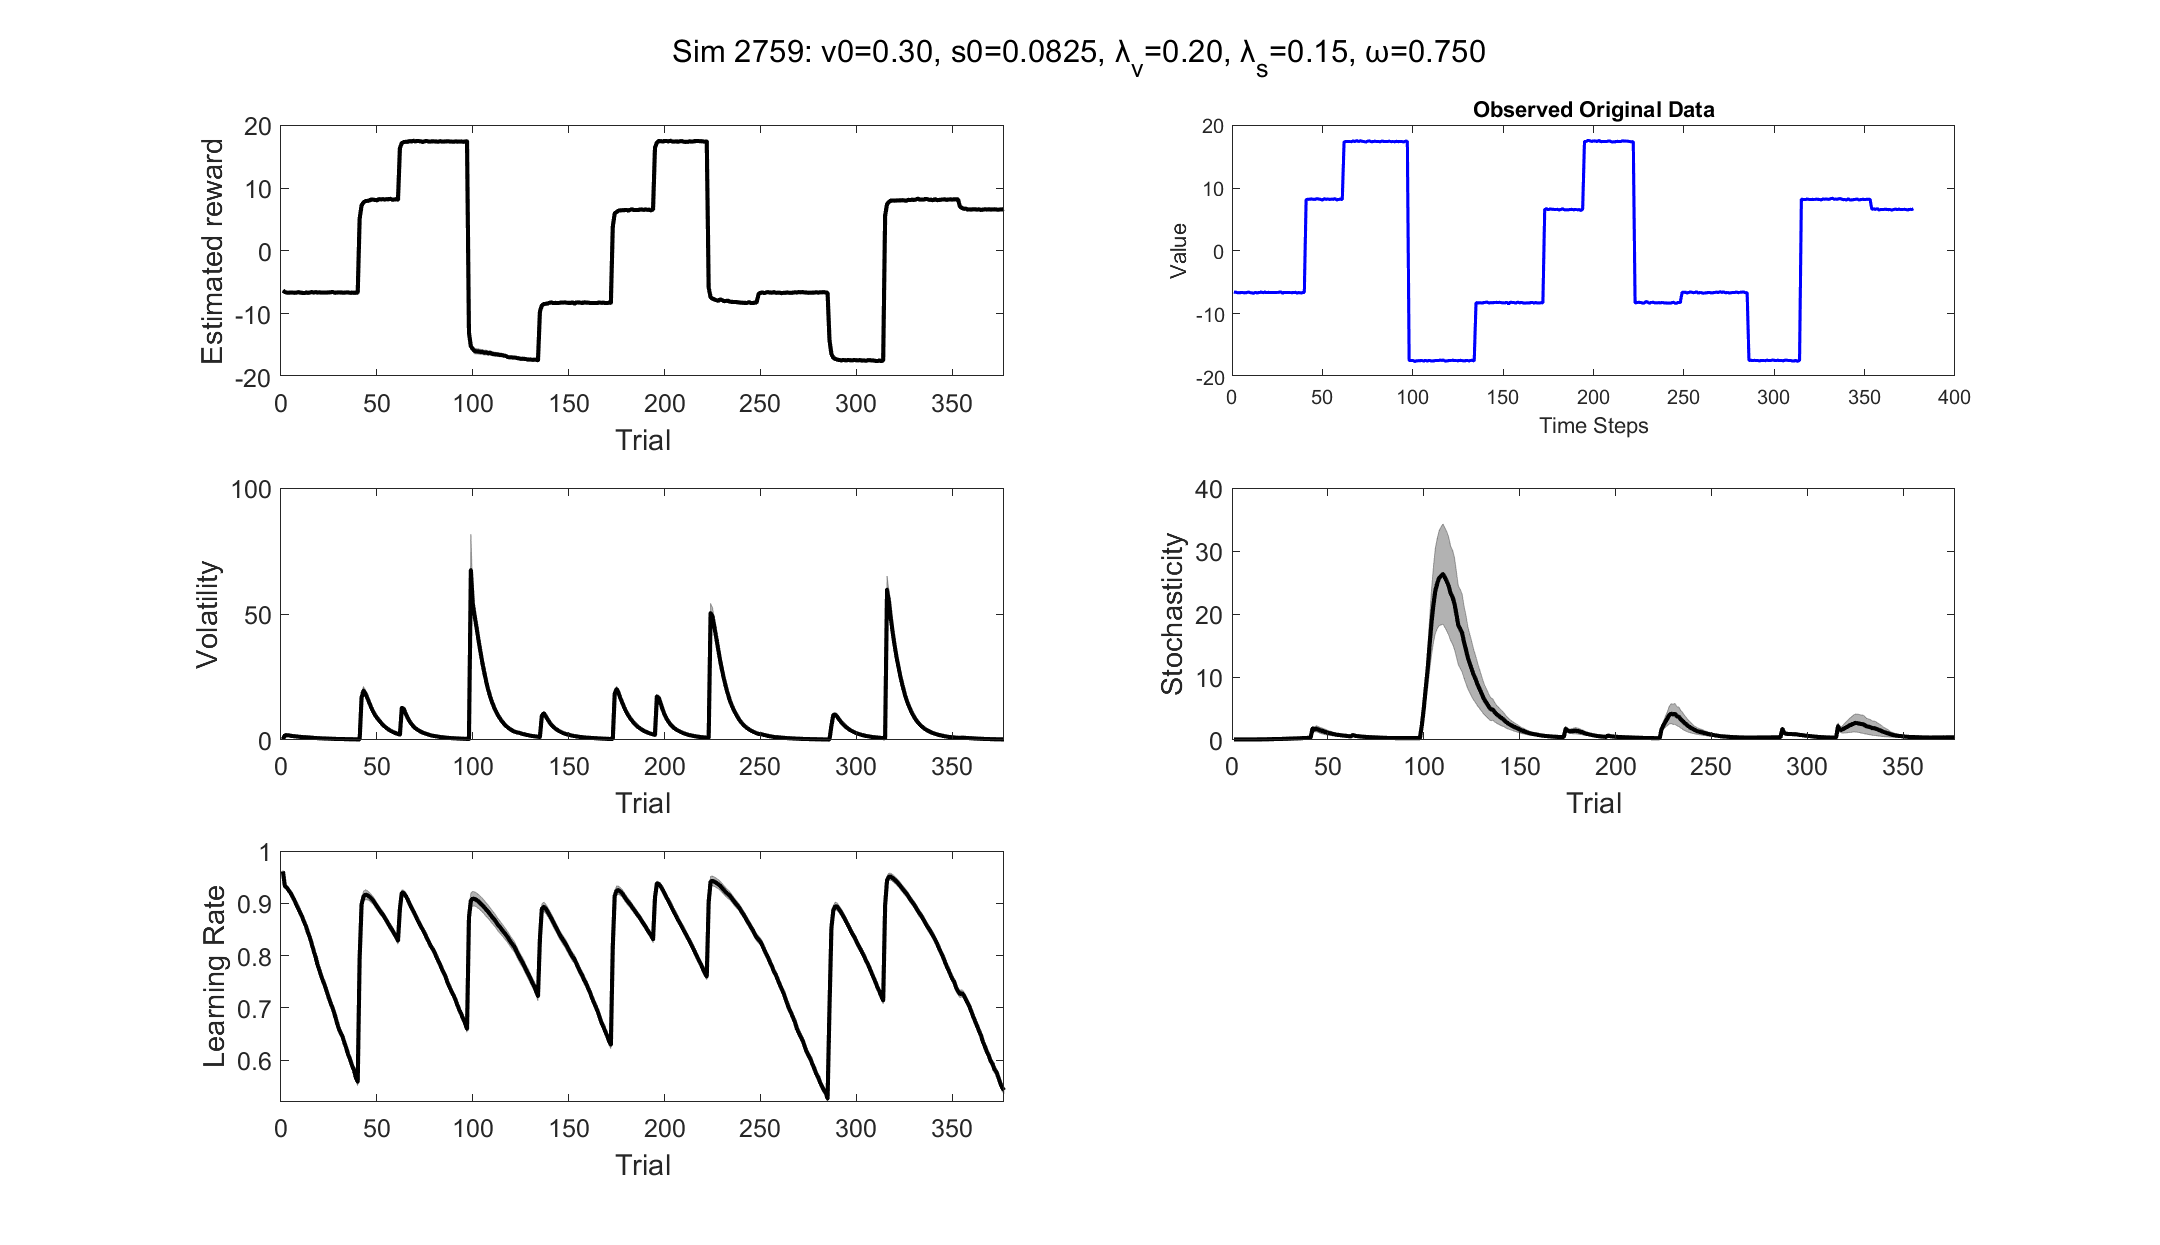 Sim 2759: v0=0.30, s0=0.0825, λ_v=0.20, λ_s=0.15, ω=0.750
20
10
0
-10
-20
Estimated reward
0 50 100 150 200 250 300 350
Trial
Observed Original Data
20
10
0
-10
-20
Value
0 50 100 150 200 250 300 350 400
Time Steps
100
50
0
Volatility
0 50 100 150 200 250 300 350
Trial
40
30
20
10
0
Stochasticity
0 50 100 150 200 250 300 350
Trial
1
0.9
0.8
0.7
0.6
Learning Rate
0 50 100 150 200 250 300 350
Trial